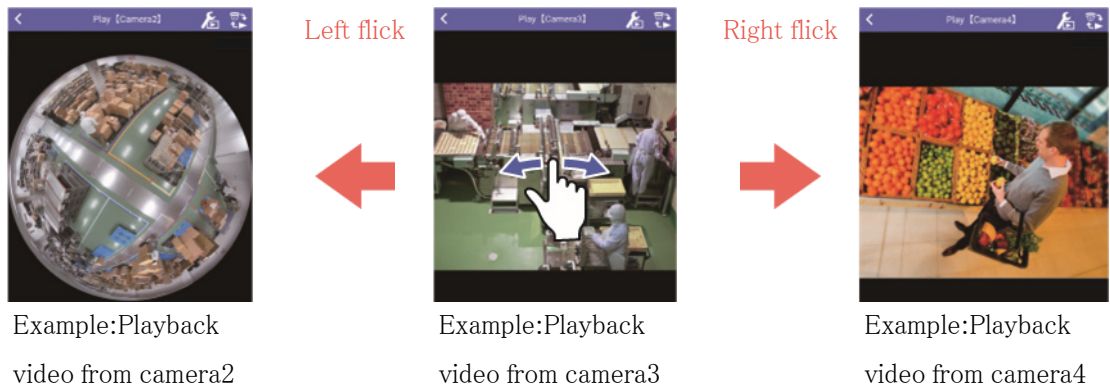 Play【Camera2】
Left flick
Play【Camera3】
Right flick
Play【Camera4】
Example:Playback
video from camera2
Example:Playback
video from camera3
Example:Playback
video from camera4